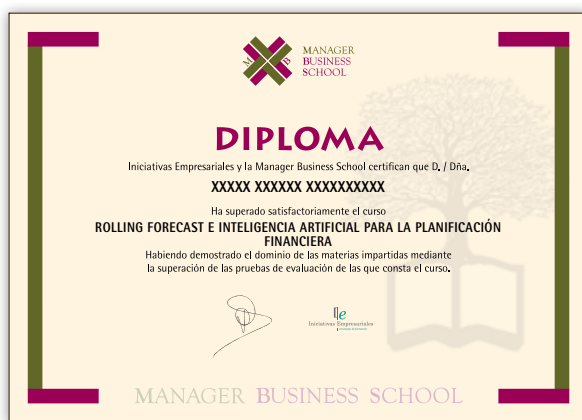 M B
MANAGER
BUSINESS
SCHOOL
DIPLOMA
Iniciativas Empresariales y la Manager Business School certifican que D. / Dña.
XXXXX XXXXXX XXXXXXXXXX
Ha superado satisfactoriamente el curso
ROLLING FORECAST E INTELIGENCIA ARTIFICIAL PARA LA PLANIFICACIÓN
FINANCIERA
Habiendo demostrado el dominio de las materias impartidas mediante
la superación de las pruebas de evaluación de las que consta el curso.
Iniciativas Empresariales
MANAGER BUSINESS SCHOOL